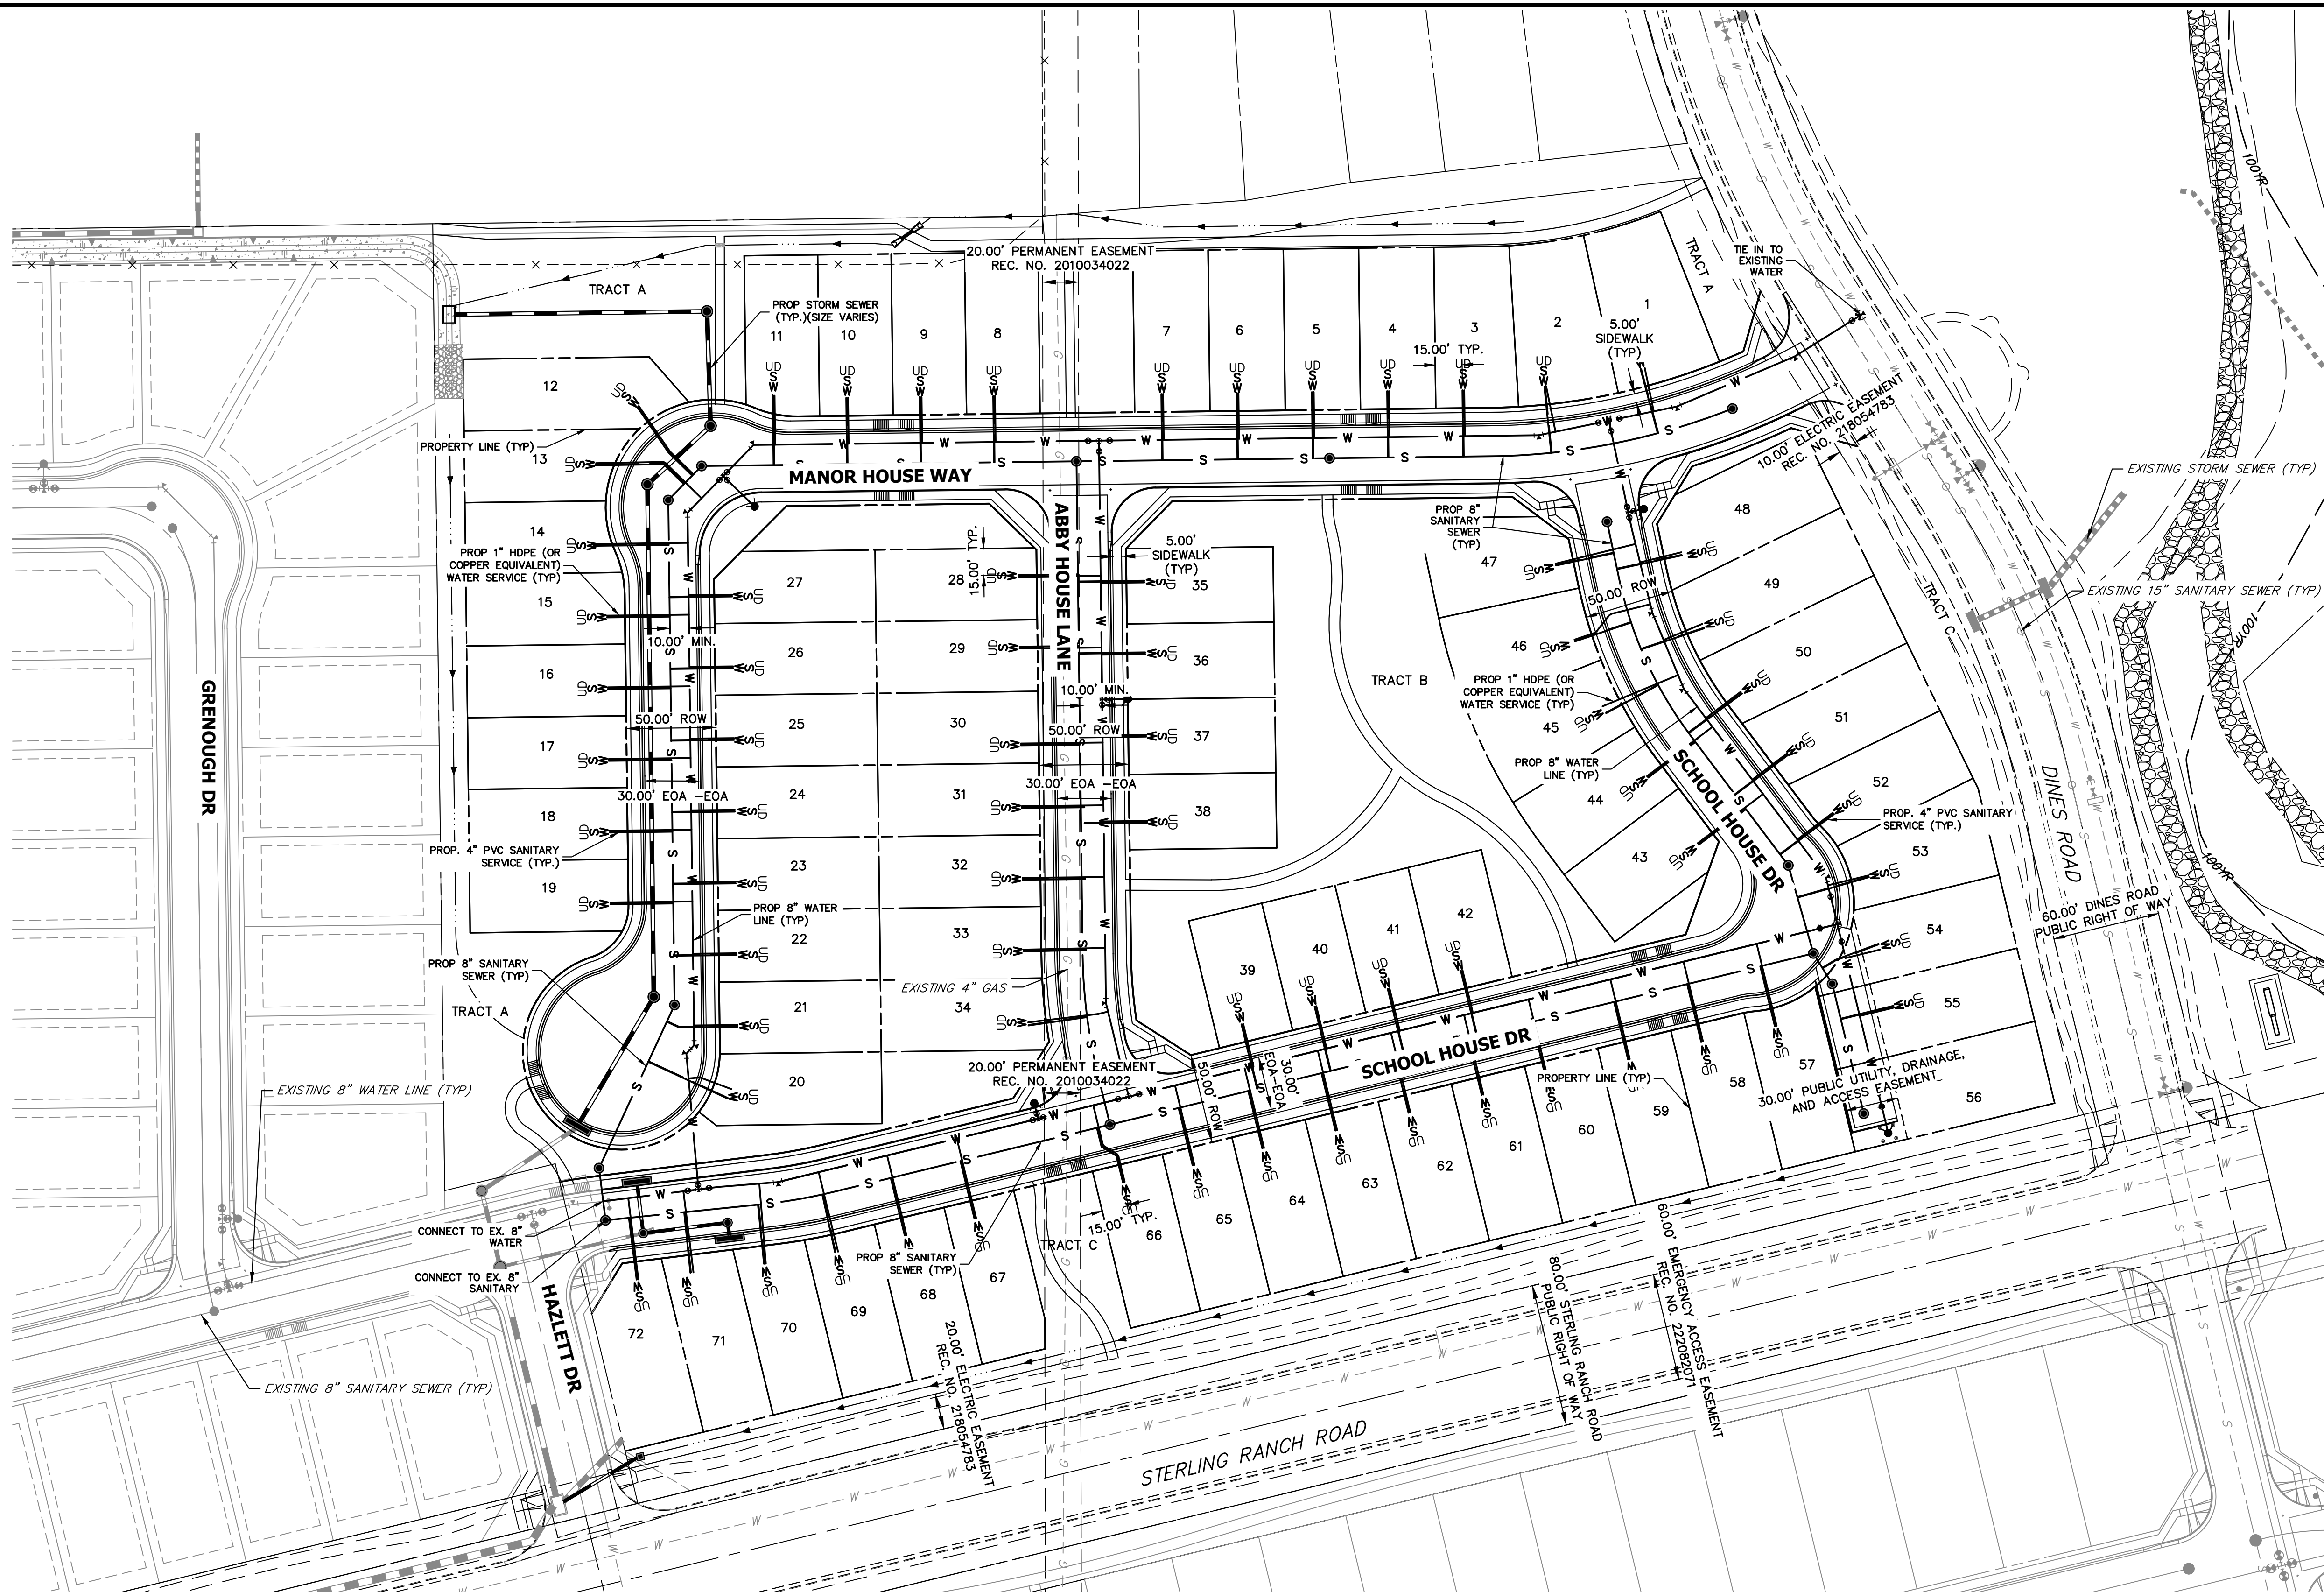 20.00' PERMANENT EASEMENT
REC. NO. 2010034022
TRACT A
PROP STORM SEWER
(TYP.)(SIZE VARIES)
TRACT A
TIE IN TO
EXISTING
WATER
11
10
9
8
7
6
5
4
3
2
1
5.00'
SIDEWALK
(TYP)
15.00' TYP.
100YR
12
PROPERTY LINE (TYP)
13
MANOR HOUSE WAY
10.00' ELECTRIC EASEMENT
REC. NO. 218054783
EXISTING STORM SEWER (TYP)
14
PROP 1" HDPE (OR
COPPER EQUIVALENT)
WATER SERVICE (TYP)
15
27
28
15.00' TYP.
ABBY HOUSE LANE
5.00'
SIDEWALK
(TYP)
35
PROP 8"
SANITARY
SEWER
(TYP)
47
48
49
50.00' ROW
TRACT C
EXISTING 15" SANITARY SEWER (TYP)
100YR
10.00' MIN.
16
26
29
36
46
50
TRACT B
PROP 1" HDPE (OR
COPPER EQUIVALENT)
WATER SERVICE (TYP)
10.00' MIN.
GRENOUGH DR
17
50.00' ROW
25
30
50.00' ROW
37
45
51
PROP 8" WATER
LINE (TYP)
SCHOOL HOUSE DR
DINES ROAD
30.00' EOA -EOA
24
31
30.00' EOA -EOA
38
44
52
18
PROP. 4" PVC SANITARY
SERVICE (TYP.)
PROP. 4" PVC SANITARY
SERVICE (TYP.)
23
32
43
53
100YR
19
PROP 8" WATER
LINE (TYP)
22
33
39
40
41
42
54
60.00' DINES ROAD
PUBLIC RIGHT OF WAY
PROP 8" SANITARY
SEWER (TYP)
EXISTING 4" GAS
TRACT A
21
34
55
20.00' PERMANENT EASEMENT
REC. NO. 2010034022
SCHOOL HOUSE DR
30.00'
EOA-EOA
50.00' ROW
PROPERTY LINE (TYP)
EXISTING 8" WATER LINE (TYP)
20
58
57
30.00' PUBLIC UTILITY, DRAINAGE,
AND ACCESS EASEMENT
56
59
60
61
62
63
64
65
15.00' TYP.
66
TRACT C
CONNECT TO EX. 8"
WATER
CONNECT TO EX. 8"
SANITARY
PROP 8" SANITARY
SEWER (TYP)
67
68
69
70
71
72
HAZLETT DR
20.00' ELECTRIC EASEMENT
REC. NO. 218054783
80.00' STERLING RANCH ROAD
PUBLIC RIGHT OF WAY
60.00' EMERGENCY ACCESS EASEMENT
REC. NO. 222082071
EXISTING 8" SANITARY SEWER (TYP)
STERLING RANCH ROAD